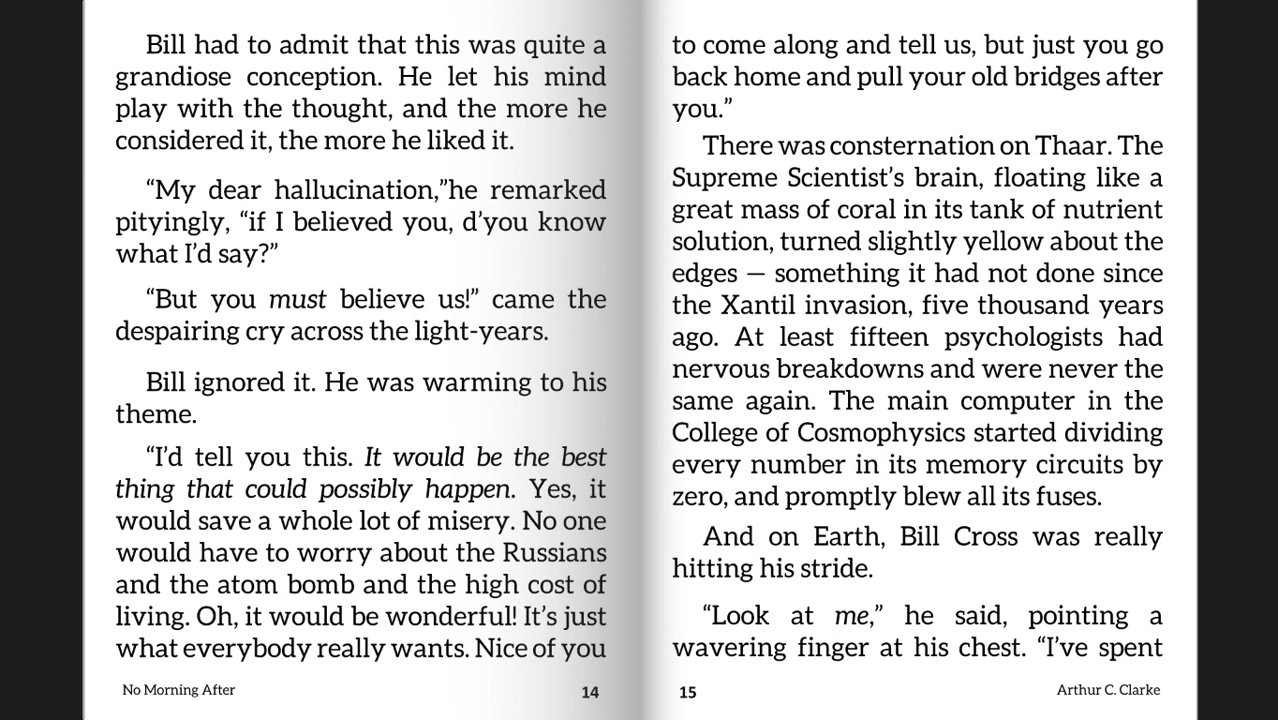 Bill had to admit that this was quite a
grandiose conception. He let his mind
play with the thought, and the more he
considered it, the more he liked it.
“My dear hallucination,”he remarked
pityingly, “if I believed you, d’you know
what I’d say?”
“But you must believe us!” came the
despairing cry across the light-years.
Bill ignored it. He was warming to his
theme.
“I’d tell you this. It would be the best
thing that could possibly happen. Yes, it
would save a whole lot of misery. No one
would have to worry about the Russians
and the atom bomb and the high cost of
living. Oh, it would be wonderful! It’s just
what everybody really wants. Nice of you
No Morning After
14
to come along and tell us, but just you go
back home and pull your old bridges after
you.”
There was consternation on Thaar. The
Supreme Scientist’s brain, floating like a
great mass of coral in its tank of nutrient
solution, turned slightly yellow about the
edges — something it had not done since
the Xantil invasion, five thousand years
ago. At least fifteen psychologists had
nervous breakdowns and were never the
same again. The main computer in the
College of Cosmophysics started dividing
every number in its memory circuits by
zero, and promptly blew all its fuses.
And on Earth, Bill Cross was really
hitting his stride.
“Look at me,” he said, pointing a
wavering finger at his chest. “I’ve spent
15
Arthur C. Clarke